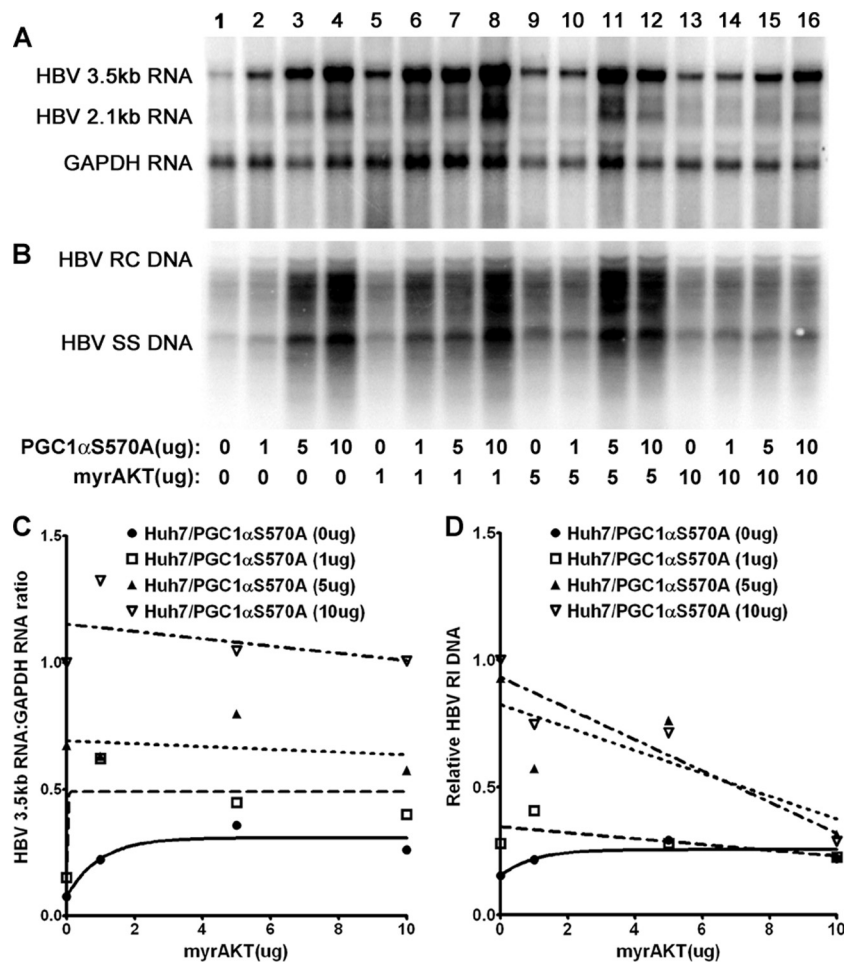 1 2 3 4 5 6 7 8 9 10 11 12 13 14 15 16
A
HBV 3.5kb RNA
HBV 2.1kb RNA
GAPDH RNA
B
HBV RC DNA
HBV SS DNA
PGC1αS570A(ug): 0 1 5 10 0 1 5 10 0 1 5 10 0 1 5 10
myrAKT(ug): 0 0 0 0 1 1 1 1 5 5 5 5 10 10 10 10
C
Huh7/PGC1αS570A (0ug)
Huh7/PGC1αS570A (1ug)
Huh7/PGC1αS570A (5ug)
Huh7/PGC1αS570A (10ug)
HBV 3.5kb RNA:GAPDH RNA ratio
1.5
1.0
0.5
0.0
0 2 4 6 8 10
myrAKT(ug)
D
Huh7/PGC1αS570A (0ug)
Huh7/PGC1αS570A (1ug)
Huh7/PGC1αS570A (5ug)
Huh7/PGC1αS570A (10ug)
Relative HBV RI DNA
1.5
1.0
0.5
0.0
0 2 4 6 8 10
myrAKT(ug)